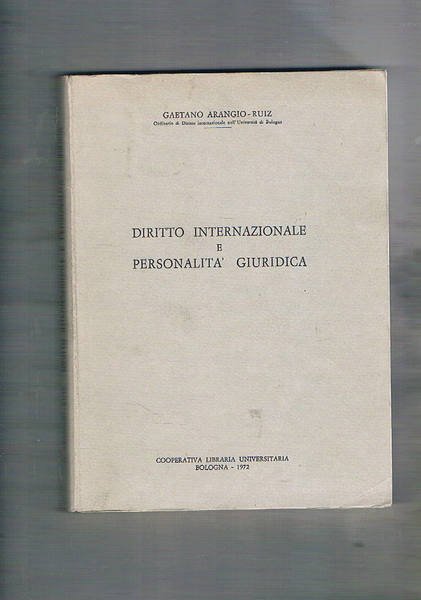 GAETANO ARANGIO-RUIZ
Ordinario di Diritto internazionale nell'Università di Bologna
DIRITTO INTERNAZIONALE
E
PERSONALITA' GIURIDICA
COOPERATIVA LIBRARIA UNIVERSITARIA
BOLOGNA - 1972